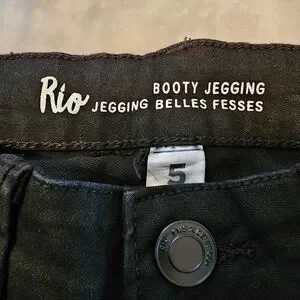 Rio BOOTY JEGGING
JEGGING BELLES FESSES
5